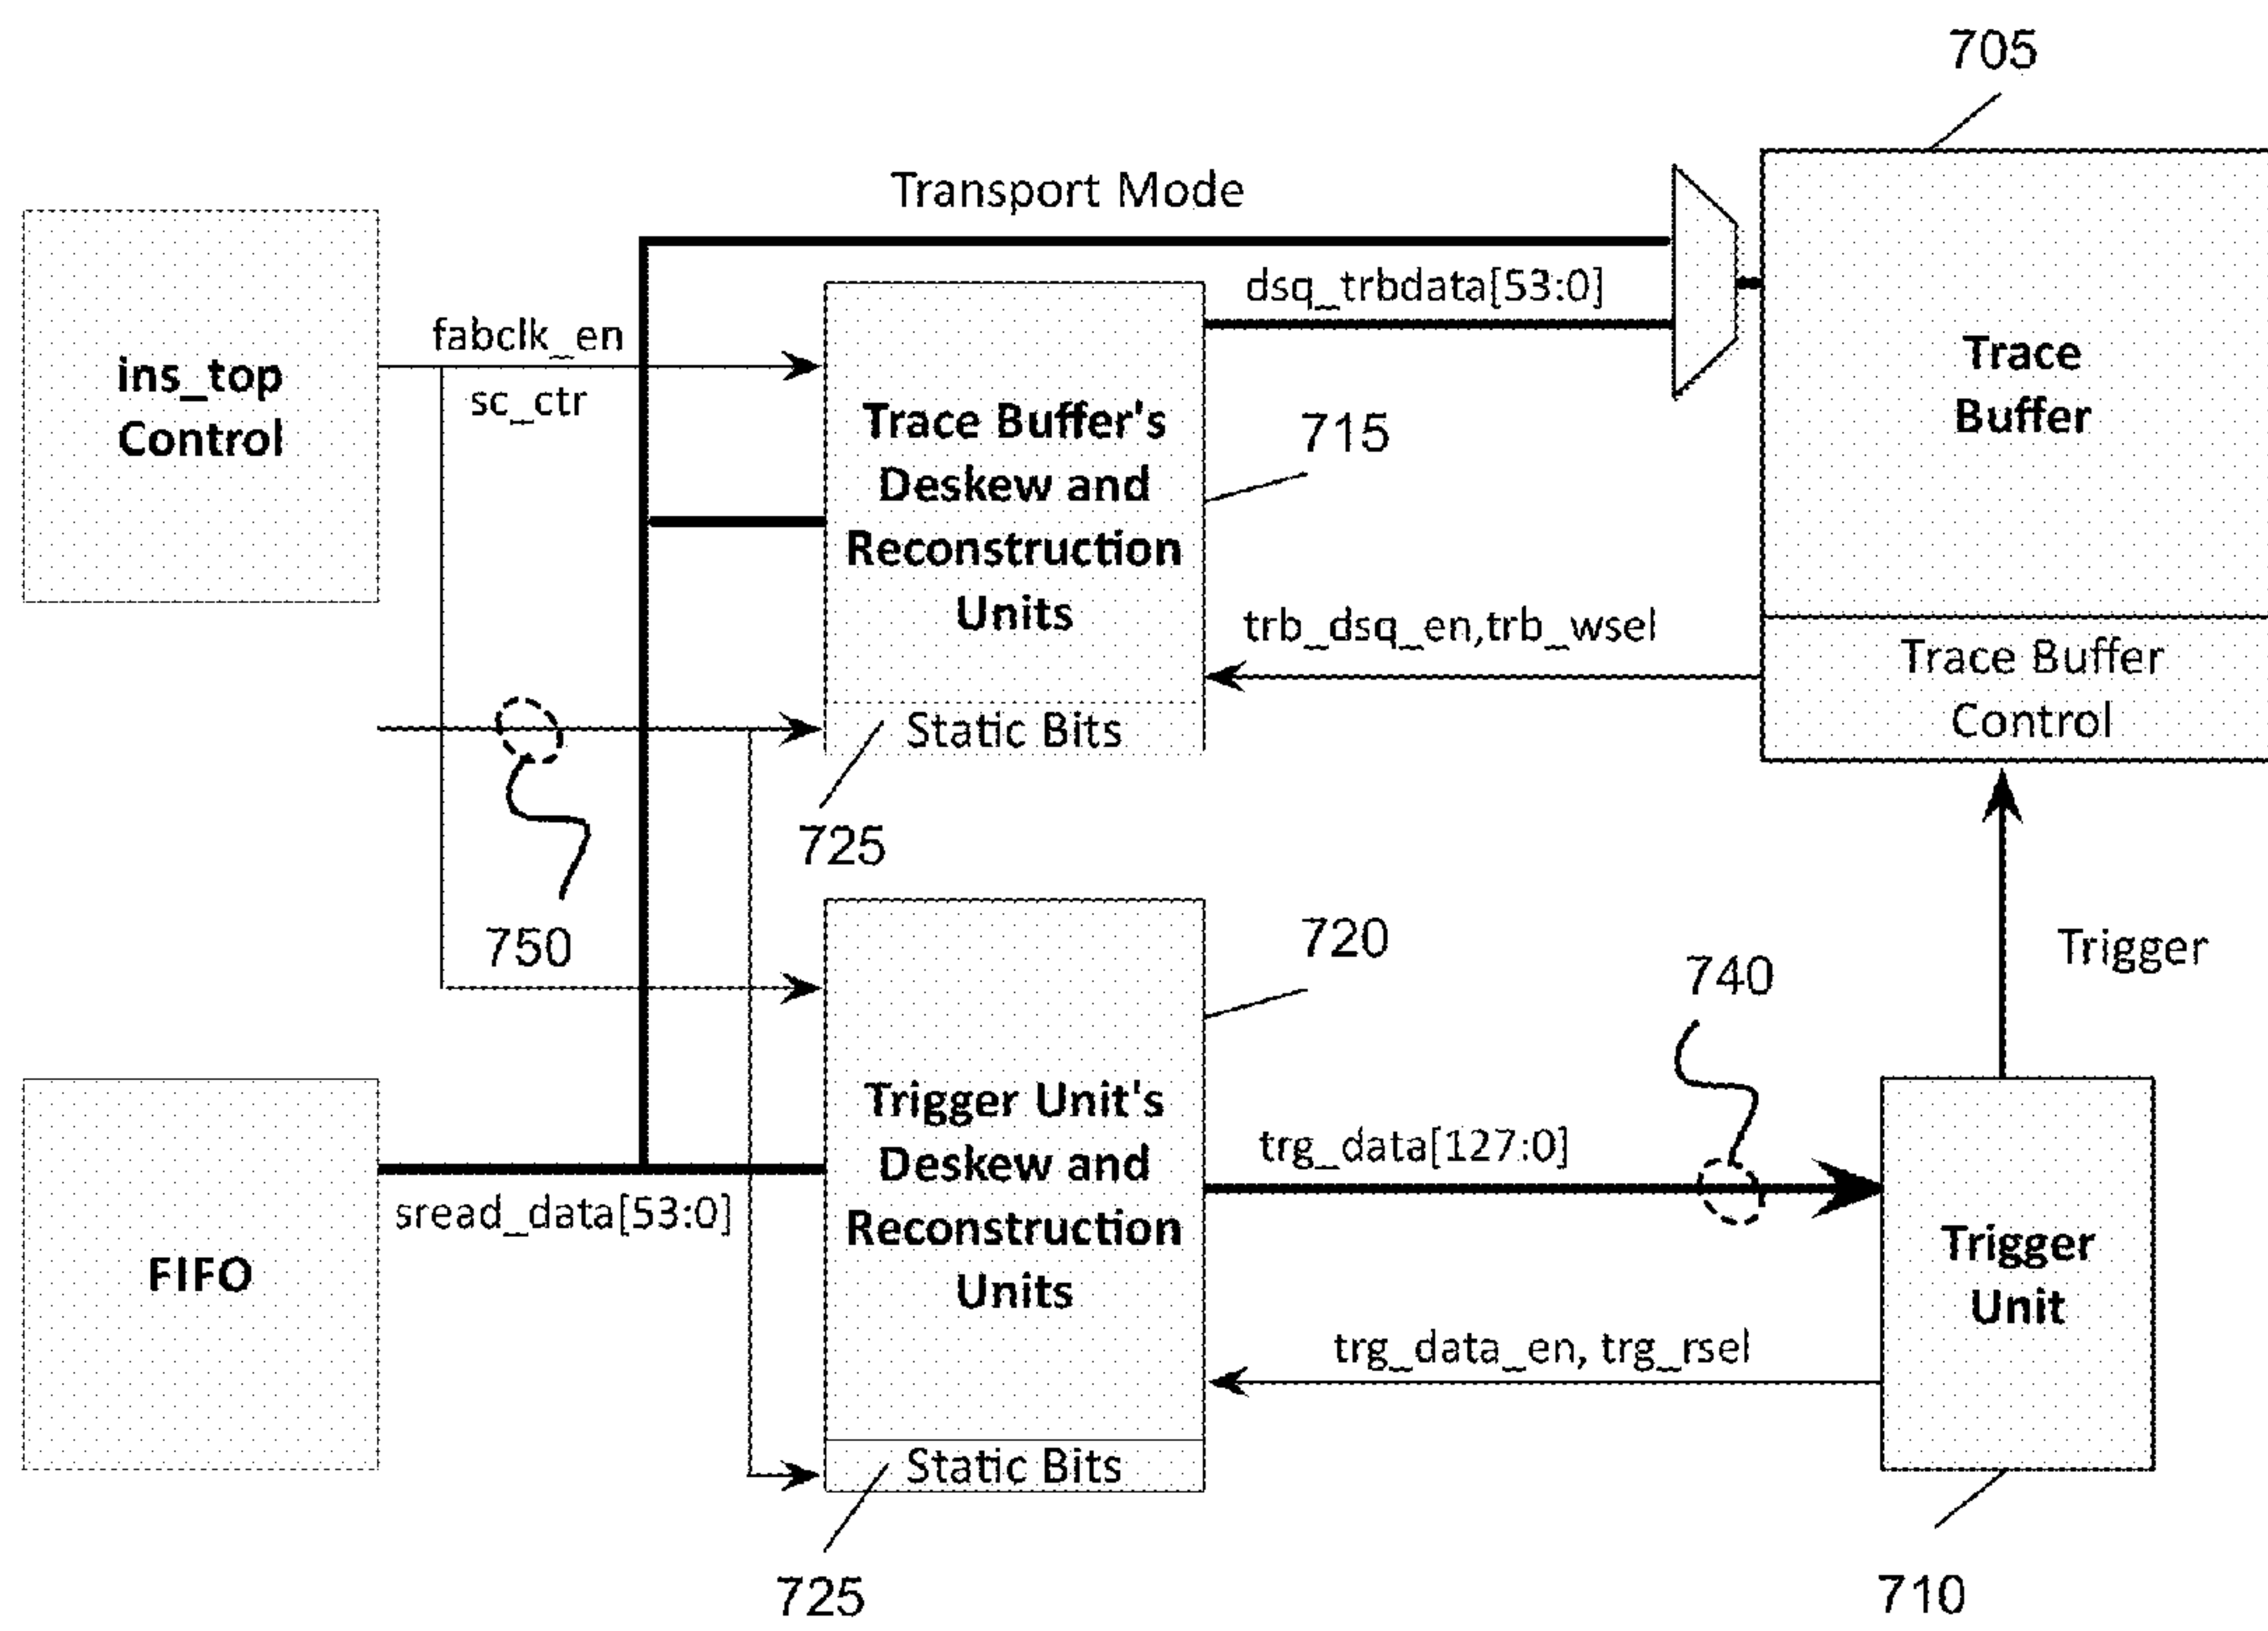 705
Transport Mode
ins_top
Control
fabclk_en
sc_ctr
dsq_trbdata[53:0]
Trace Buffer's
Deskew and
Reconstruction
Units
Static Bits
715
725
Trace
Buffer
trb_dsq_en,trb_wsel
Trace Buffer
Control
750
720
740
Trigger
FIFO
sread_data[53:0]
Trigger Unit's
Deskew and
Reconstruction
Units
Static Bits
725
trg_data[127:0]
trg_data_en, trg_rsel
Trigger
Unit
710